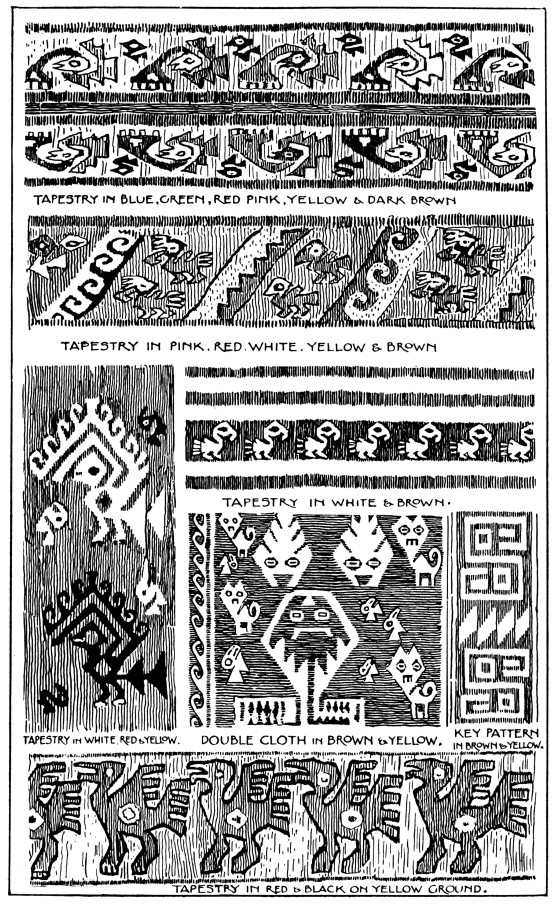 TAPESTRY IN BLUE, GREEN, RED PINK, YELLOW & DARK BROWN
TAPESTRY IN PINK. RED. WHITE. YELLOW & BROWN
TAPESTRY IN WHITE & BROWN.
TAPESTRY IN WHITE, RED & YELLOW.
DOUBLE CLOTH IN BROWN & YELLOW.
KEY PATTERN
IN BROWN & YELLOW.
TAPESTRY IN RED & BLACK ON YELLOW GROUND.